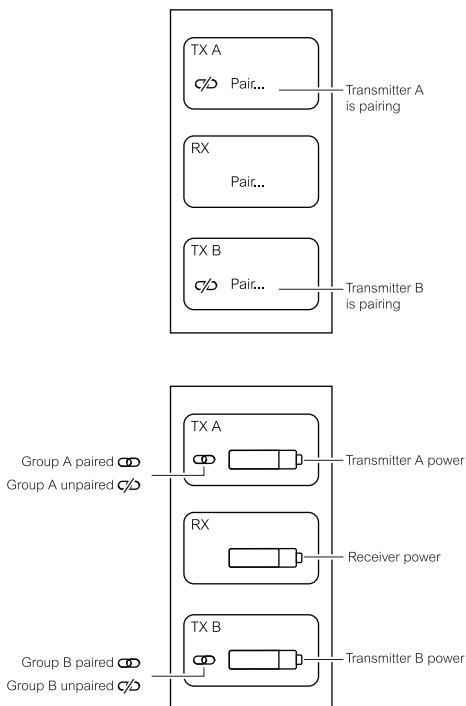 TX A
Pair...
Transmitter A
is pairing
RX
Pair...
TX B
Pair...
Transmitter B
is pairing
TX A
Group A paired
Group A unpaired
Transmitter A power
RX
Receiver power
TX B
Group B paired
Group B unpaired
Transmitter B power